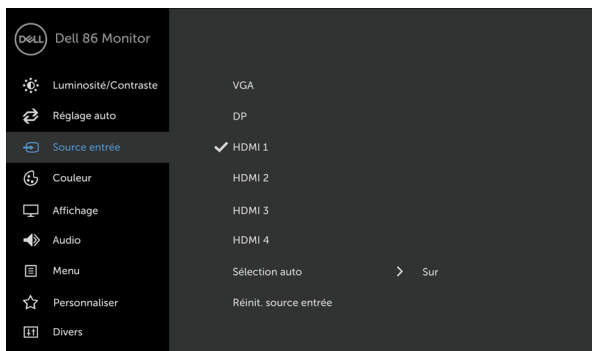 DELL Dell 86 Monitor
Luminosité/Contraste VGA
Réglage auto DP
Source entrée HDMI 1
Couleur HDMI 2
Affichage HDMI 3
Audio HDMI 4
Menu Sélection auto Sur
Personnaliser Réinit. source entrée
Divers